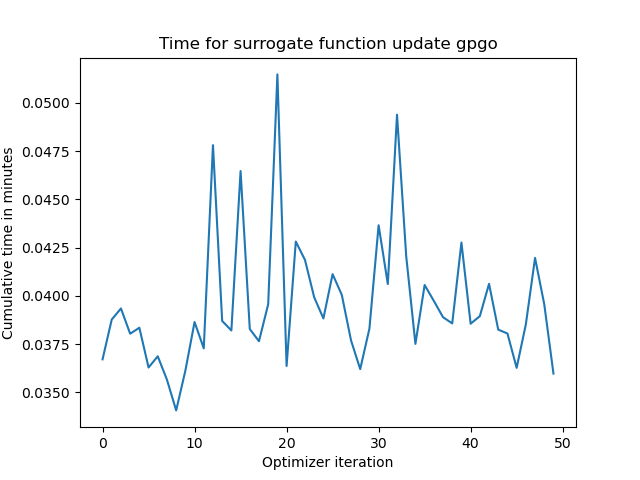 Time for surrogate function update gpgo
Cumulative time in minutes
0.0500
0.0475
0.0450
0.0425
0.0400
0.0375
0.0350
0 10 20 30 40 50
Optimizer iteration